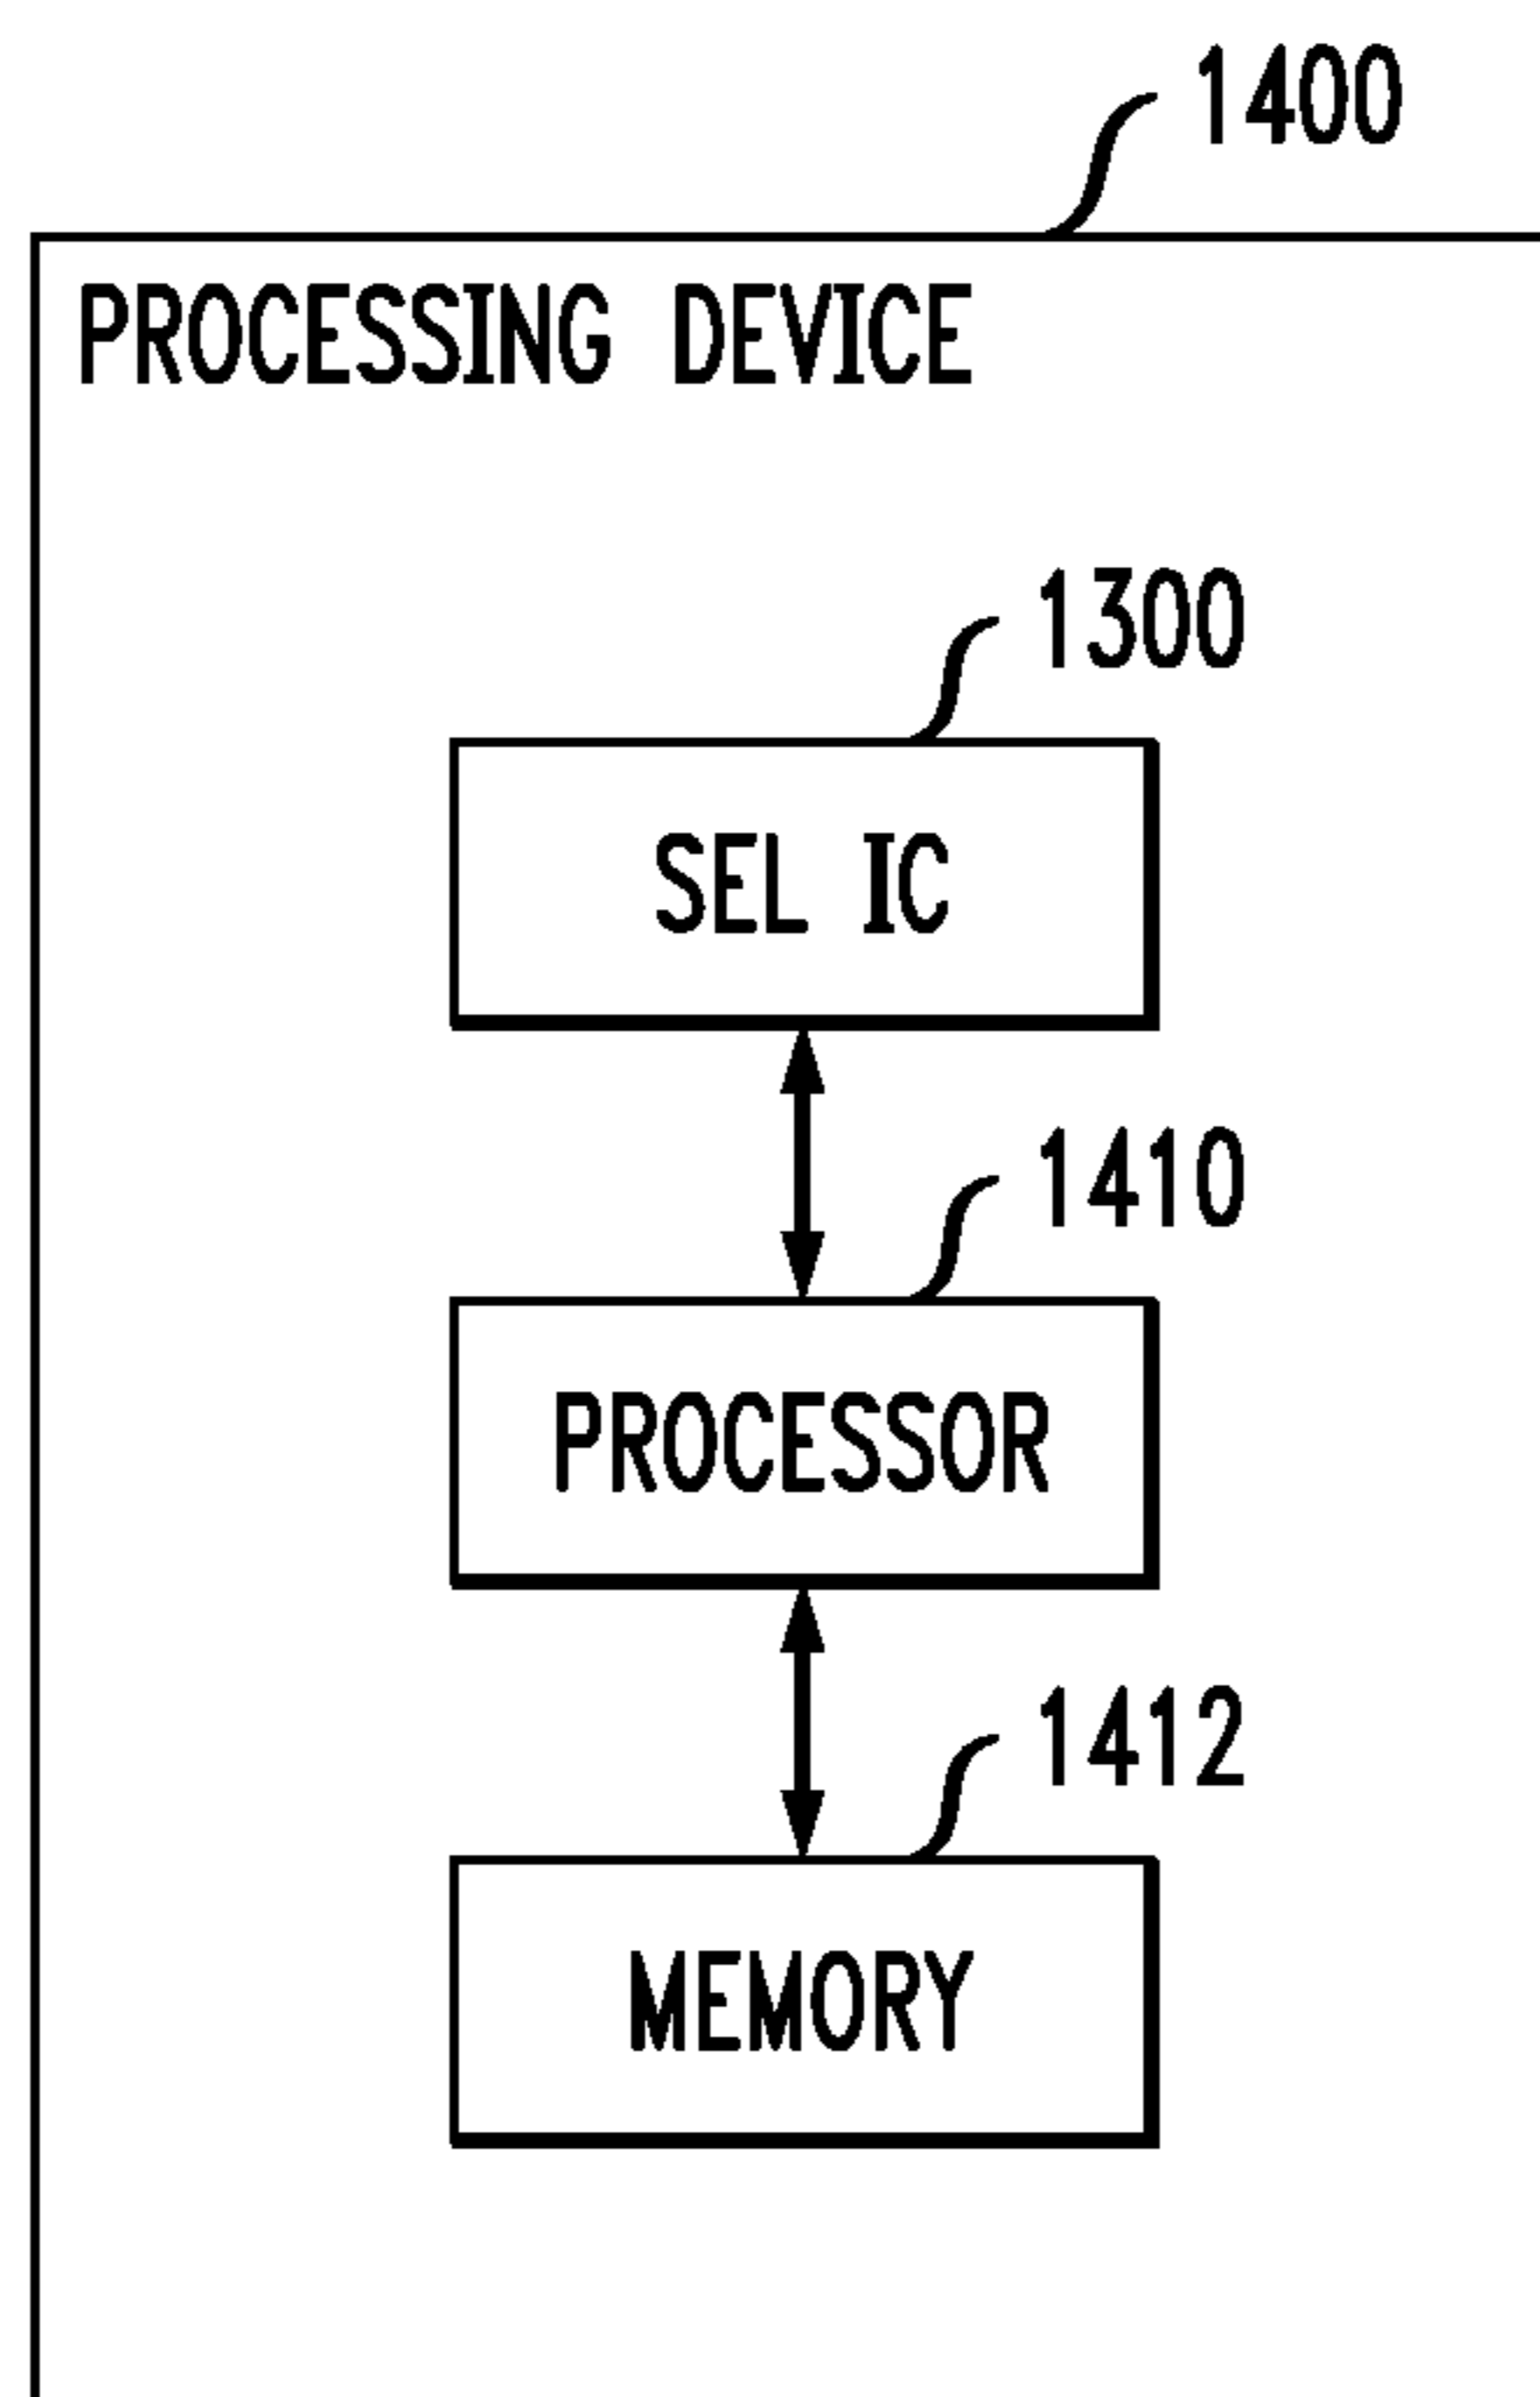 1400
PROCESSING DEVICE
1300
SEL IC
1410
PROCESSOR
1412
MEMORY